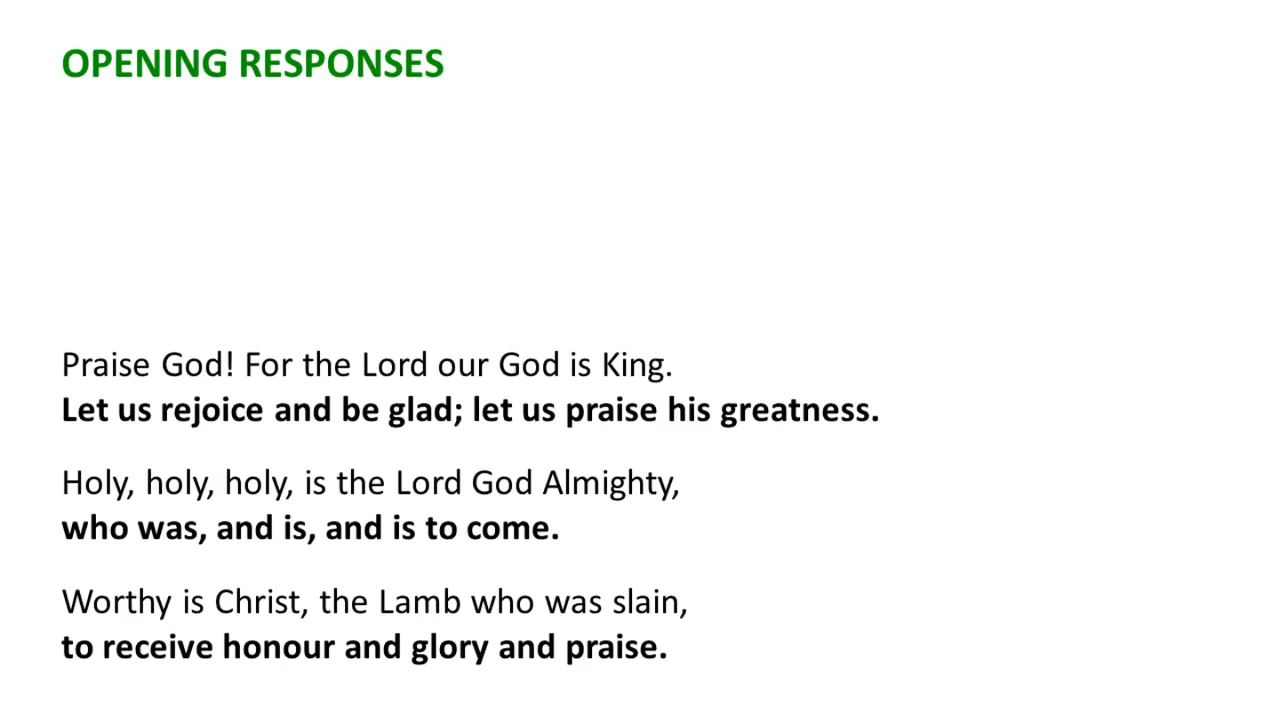 OPENING RESPONSES
Praise God! For the Lord our God is King.
Let us rejoice and be glad; let us praise his greatness.
Holy, holy, holy, is the Lord God Almighty,
who was, and is, and is to come.
Worthy is Christ, the Lamb who was slain,
to receive honour and glory and praise.